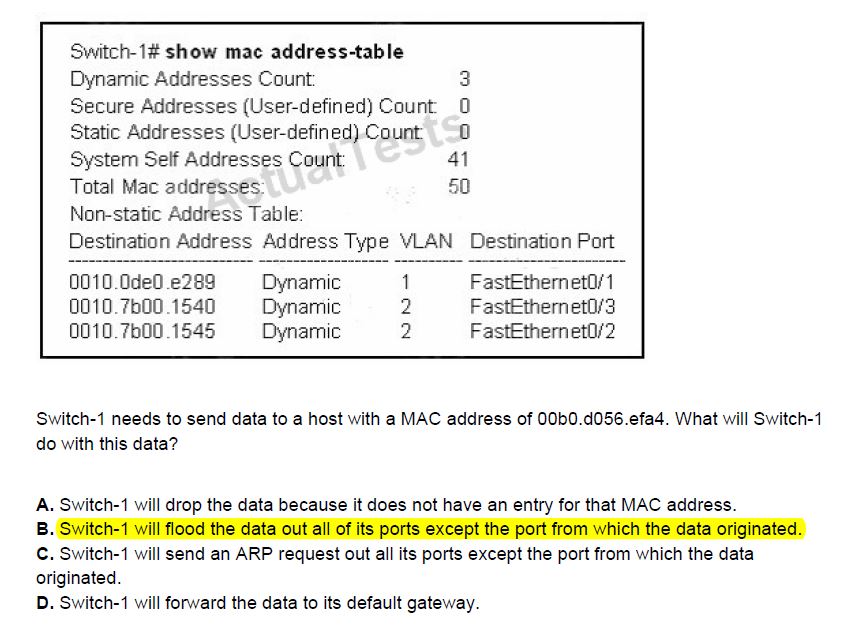 Switch-1# show mac address-table
Dynamic Addresses Count: 3
Secure Addresses (User-defined) Count: 0
Static Addresses (User-defined) Count: 0
System Self Addresses Count: 41
Total Mac addresses: 50
Non-static Address Table:
Destination Address Address Type VLAN Destination Port
0010.0de0.e289 Dynamic 1 FastEthernet0/1
0010.7b00.1540 Dynamic 2 FastEthernet0/3
0010.7b00.1545 Dynamic 2 FastEthernet0/2
ActualTests
Switch-1 needs to send data to a host with a MAC address of 00b0.d056.efa4. What will Switch-1
do with this data?
A. Switch-1 will drop the data because it does not have an entry for that MAC address.
B. Switch-1 will flood the data out all of its ports except the port from which the data originated.
C. Switch-1 will send an ARP request out all its ports except the port from which the data
originated.
D. Switch-1 will forward the data to its default gateway.